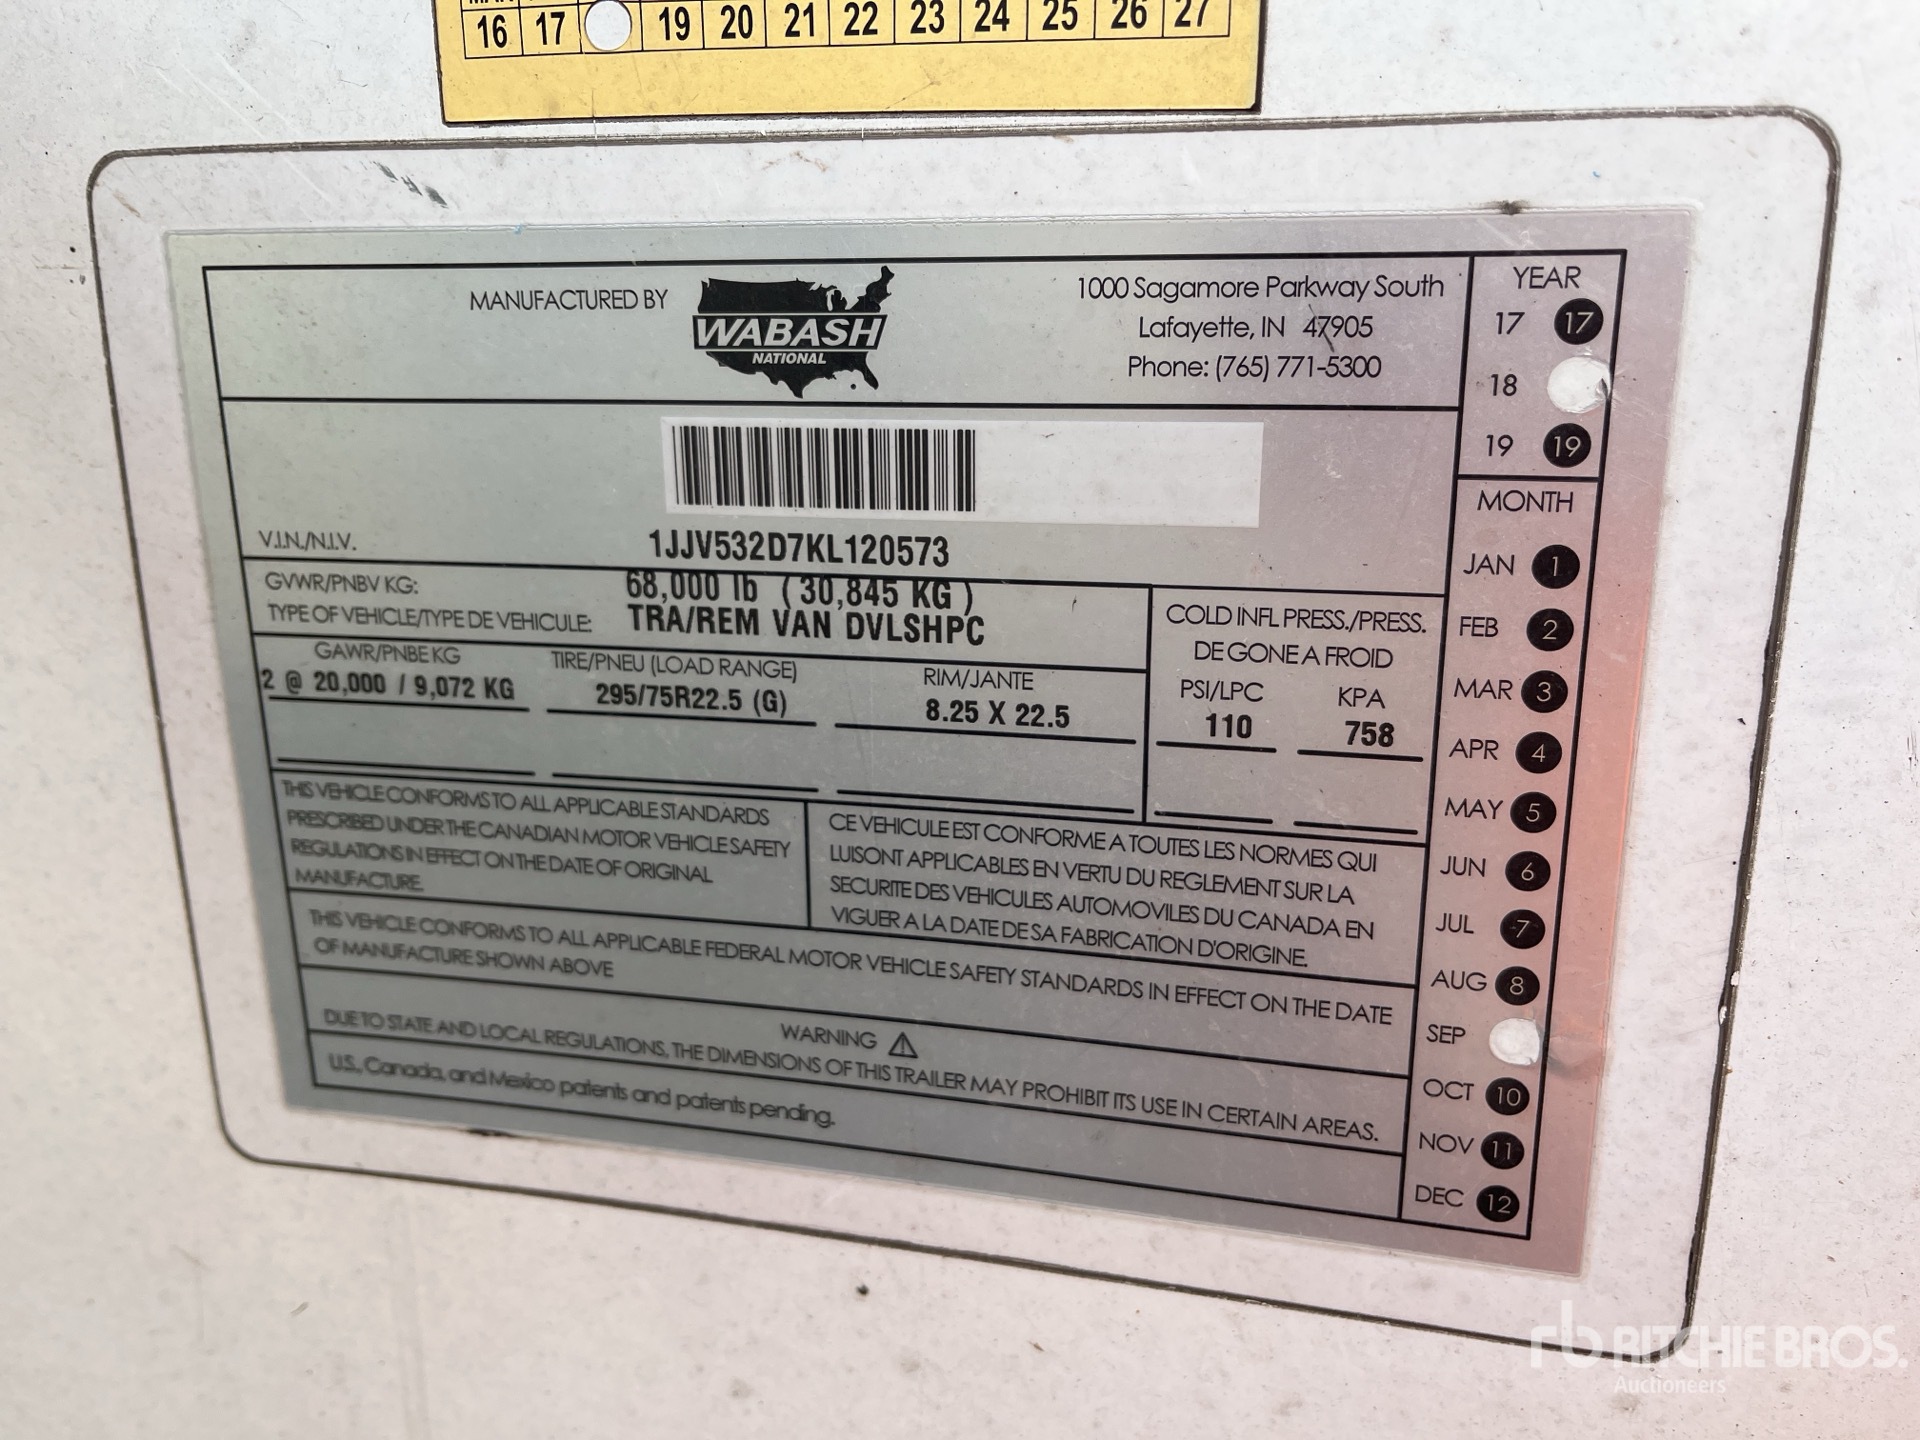 16 17 19 20 21 22 23 24 25 26 27
MANUFACTURED BY
WABASH
NATIONAL
1000 Sagamore Parkway South
Lafayette, IN 47905
Phone: (765) 771-5300
YEAR
17 17
18
19 19
V.I.N./N.I.V. 1JJV532D7KL120573
GVWR/PNBV KG: 68,000 lb (30,845 KG)
TYPE OF VEHICLE/TYPE DE VEHICULE: TRA/REM VAN DVLSHPC
GAWR/PNBE KG TIRE/PNEU (LOAD RANGE) RIM/JANTE
2 @ 20,000 / 9,072 KG 295/75R22.5 (G) 8.25 X 22.5
COLD INFL PRESS./PRESS.
DE GONE A FROID
PSI/LPC KPA
110 758
THIS VEHICLE CONFORMS TO ALL APPLICABLE STANDARDS
PRESCRIBED UNDER THE CANADIAN MOTOR VEHICLE SAFETY
REGULATIONS IN EFFECT ON THE DATE OF ORIGINAL
MANUFACTURE.
CE VEHICULE EST CONFORME A TOUTES LES NORMES QUI
LUISONT APPLICABLES EN VERTU DU REGLEMENT SUR LA
SECURITE DES VEHICULES AUTOMOVILES DU CANADA EN
VIGUER A LA DATE DE SA FABRICATION D'ORIGINE.
THIS VEHICLE CONFORMS TO ALL APPLICABLE FEDERAL MOTOR VEHICLE SAFETY STANDARDS IN EFFECT ON THE DATE
OF MANUFACTURE SHOWN ABOVE
WARNING
DUE TO STATE AND LOCAL REGULATIONS, THE DIMENSIONS OF THIS TRAILER MAY PROHIBIT ITS USE IN CERTAIN AREAS.
U.S., Canada, and Mexico patents and patents pending.
MONTH
JAN 1
FEB 2
MAR 3
APR 4
MAY 5
JUN 6
JUL 7
AUG 8
SEP
OCT 10
NOV 11
DEC 12
rb RITCHIE BROS.
Auctioneers